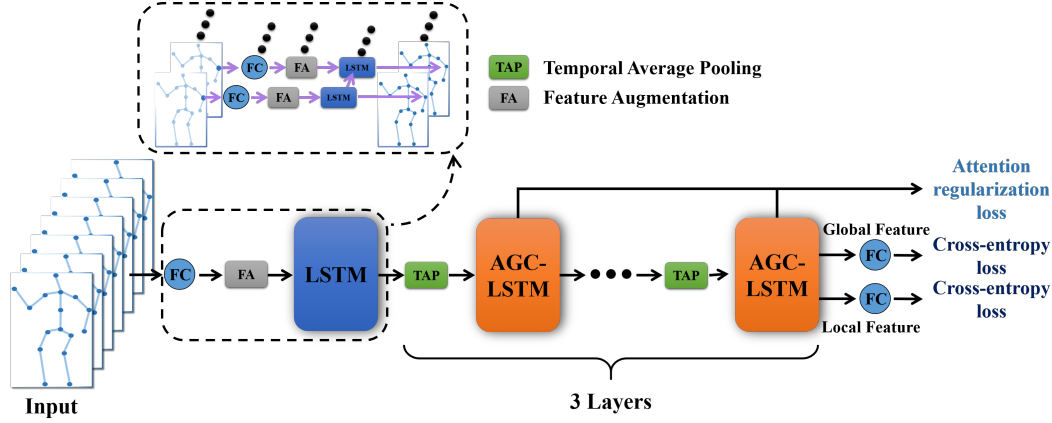 FC
FA
LSTM
FC
FA
LSTM
TAP
Temporal Average Pooling
FA
Feature Augmentation
Input
FC
FA
LSTM
TAP
AGC-
LSTM
TAP
AGC-
LSTM
3 Layers
Global Feature
FC
Local Feature
FC
Attention
regularization
loss
Cross-entropy
loss
Cross-entropy
loss